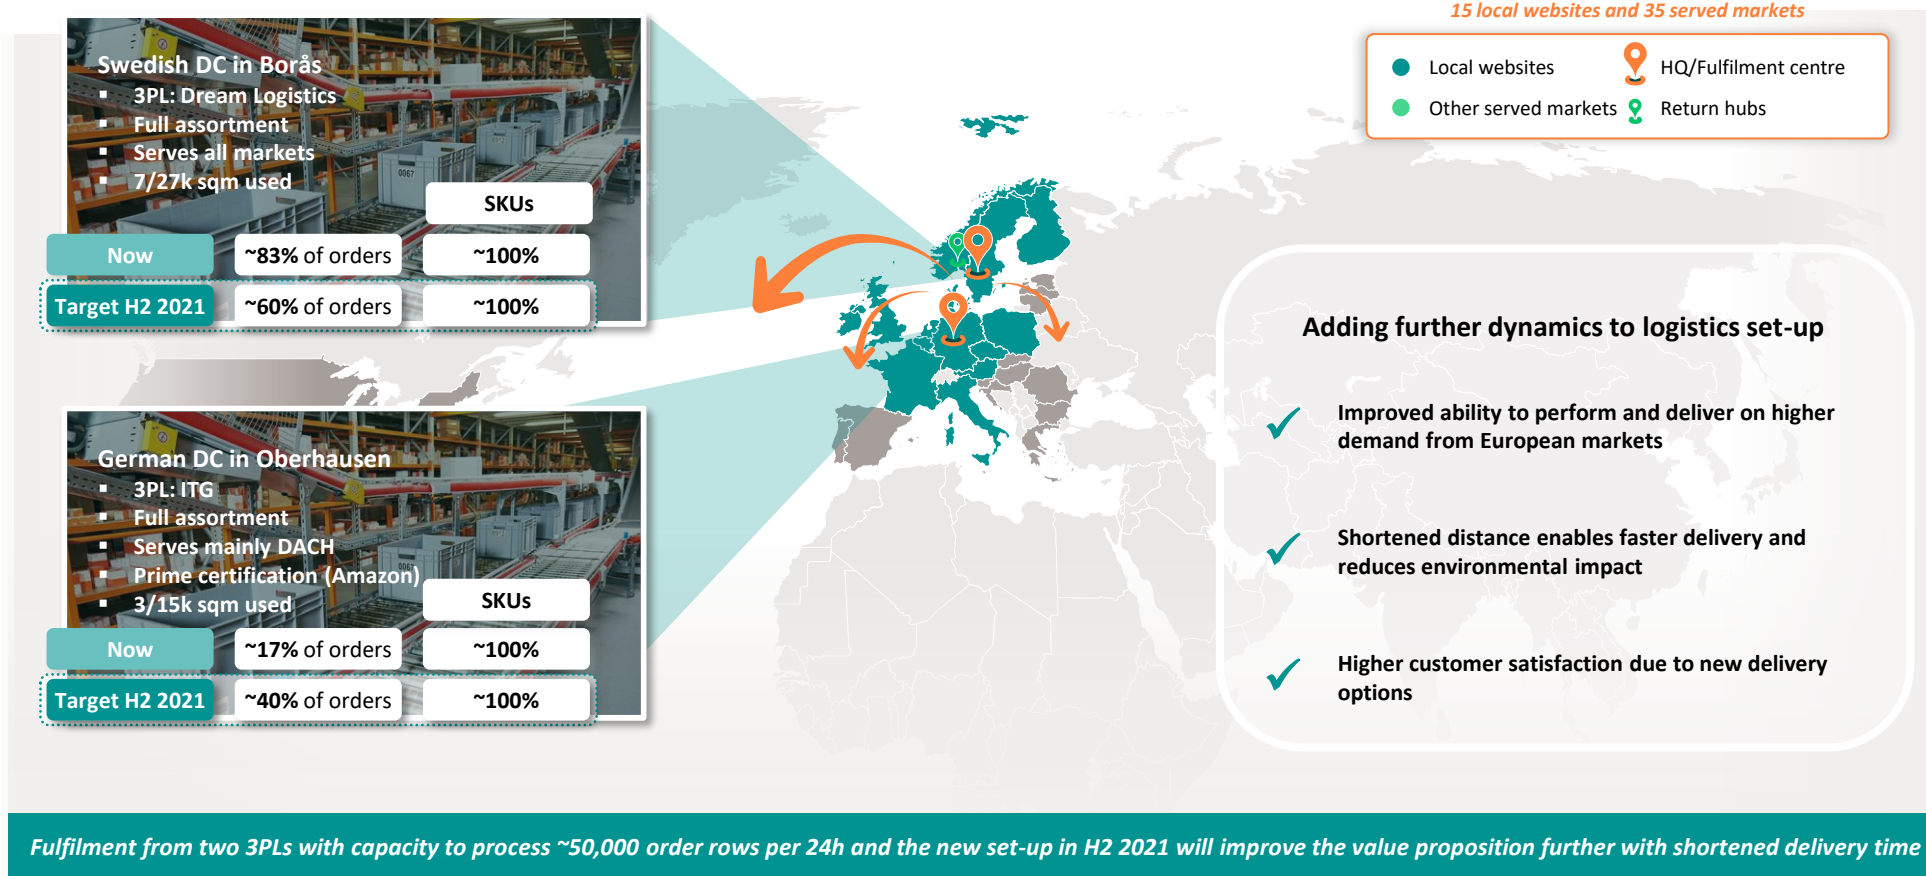 15 local websites and 35 served markets
Local websites
HQ/Fulfilment centre
Other served markets
Return hubs
Swedish DC in Borås
▪ 3PL: Dream Logistics
▪ Full assortment
▪ Serves all markets
▪ 7/27k sqm used
SKUs
Now
~83% of orders
~100%
Target H2 2021
~60% of orders
~100%
German DC in Oberhausen
▪ 3PL: ITG
▪ Full assortment
▪ Serves mainly DACH
▪ Prime certification (Amazon)
▪ 3/15k sqm used
SKUs
Now
~17% of orders
~100%
Target H2 2021
~40% of orders
~100%
0067
0067
Adding further dynamics to logistics set-up
Improved ability to perform and deliver on higher
demand from European markets
Shortened distance enables faster delivery and
reduces environmental impact
Higher customer satisfaction due to new delivery
options
Fulfilment from two 3PLs with capacity to process ~50,000 order rows per 24h and the new set-up in H2 2021 will improve the value proposition further with shortened delivery time